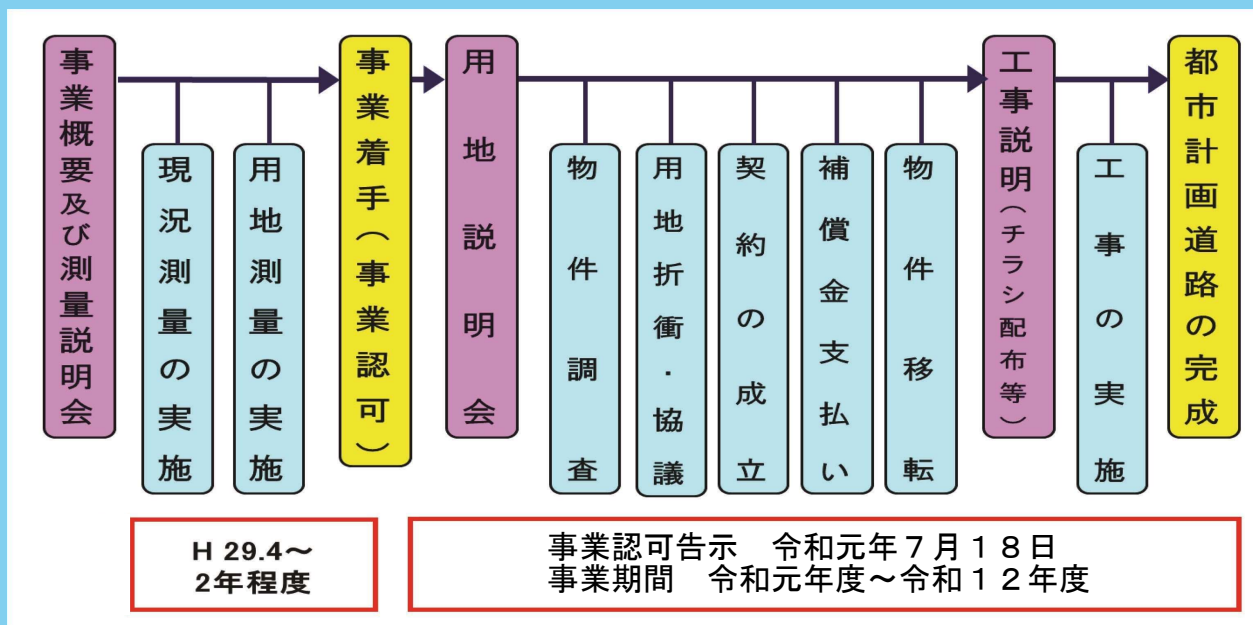 事業概要及び測量説明会
現況測量の実施
用地測量の実施
事業着手（事業認可）
用地説明会
物件調査
用地折衝・協議
契約の成立
補償金支払い
物件移転
工事説明（チラシ配布等）
工事の実施
都市計画道路の完成
H 29.4～
2年程度
事業認可告示　令和元年７月１８日
事業期間　令和元年度～令和１２年度